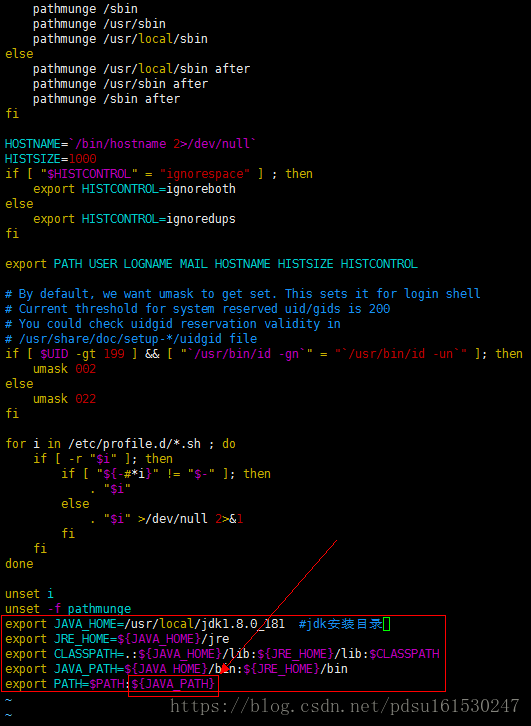 pathmunge /sbin
    pathmunge /usr/sbin
    pathmunge /usr/local/sbin
else
    pathmunge /usr/local/sbin after
    pathmunge /usr/sbin after
    pathmunge /sbin after
fi

HOSTNAME=`/bin/hostname 2>/dev/null`
HISTSIZE=1000
if [ "$HISTCONTROL" = "ignorespace" ] ; then
    export HISTCONTROL=ignoreboth
else
    export HISTCONTROL=ignoredups
fi

export PATH USER LOGNAME MAIL HOSTNAME HISTSIZE HISTCONTROL

# By default, we want umask to get set. This sets it for login shell
# Current threshold for system reserved uid/gids is 200
# You could check uidgid reservation validity in
# /usr/share/doc/setup-*/uidgid file
if [ $UID -gt 199 ] && [ "`/usr/bin/id -gn`" = "`/usr/bin/id -un`" ]; then
    umask 002
else
    umask 022
fi

for i in /etc/profile.d/*.sh ; do
    if [ -r "$i" ]; then
        if [ "${-#*i}" != "$-" ]; then
            . "$i"
        else
            . "$i" >/dev/null 2>&1
        fi
    fi
done

unset i
unset -f pathmunge
export JAVA_HOME=/usr/local/jdk1.8.0_181  #jdk安装目录
export JRE_HOME=${JAVA_HOME}/jre
export CLASSPATH=.:${JAVA_HOME}/lib:${JRE_HOME}/lib:$CLASSPATH
export JAVA_PATH=${JAVA_HOME}/bin:${JRE_HOME}/bin
export PATH=$PATH:${JAVA_PATH}
~
~
https://blog.csdn.net/pdsu161530247